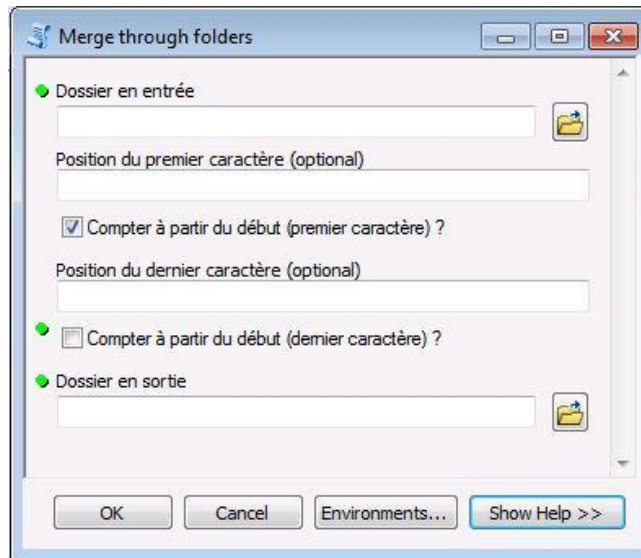 Merge through folders
Dossier en entrée
Position du premier caractère (optional)
Compter à partir du début (premier caractère) ?
Position du dernier caractère (optional)
Compter à partir du début (dernier caractère) ?
Dossier en sortie
OK Cancel Environments... Show Help >>